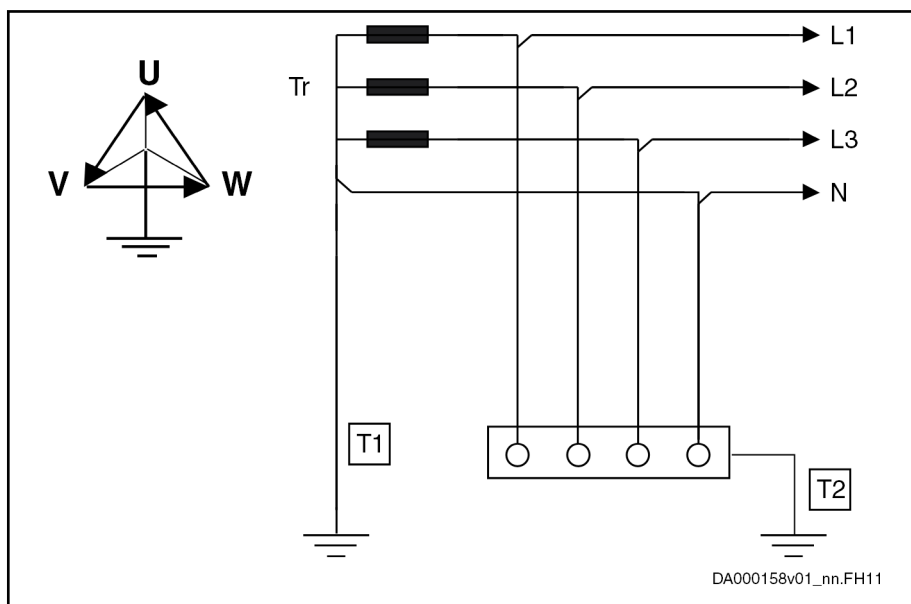 L1
Tr
L2
U
L3
V
W
N
T1
T2
DA000158v01_nn.FH11